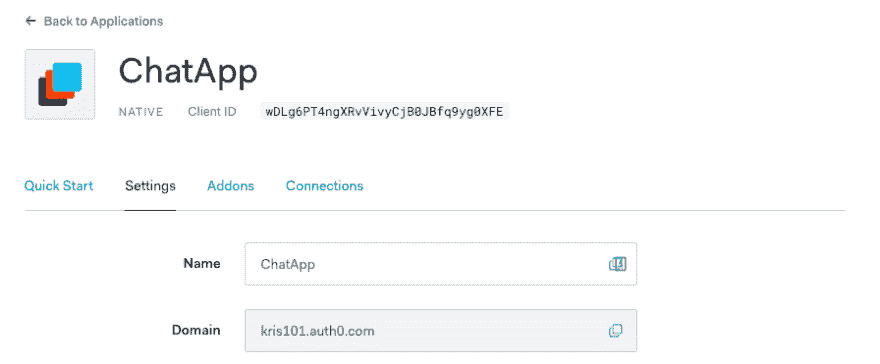 ← Back to Applications
ChatApp
NATIVE Client ID wDLg6PT4ngXRvVivyCjB0JBfq9yg0XFE
Quick Start Settings Addons Connections
Name ChatApp
Domain kris101.auth0.com